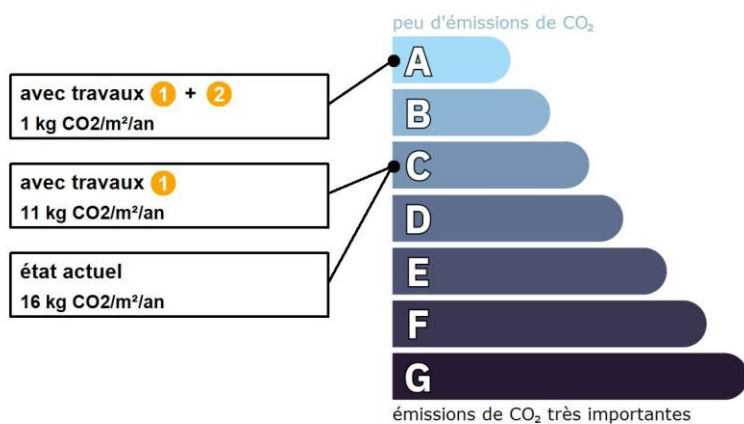 peu d'émissions de CO₂
A
avec travaux 1 + 2
1 kg CO2/m²/an
B
C
avec travaux 1
11 kg CO2/m²/an
D
état actuel
16 kg CO2/m²/an
E
F
G
émissions de CO₂ très importantes